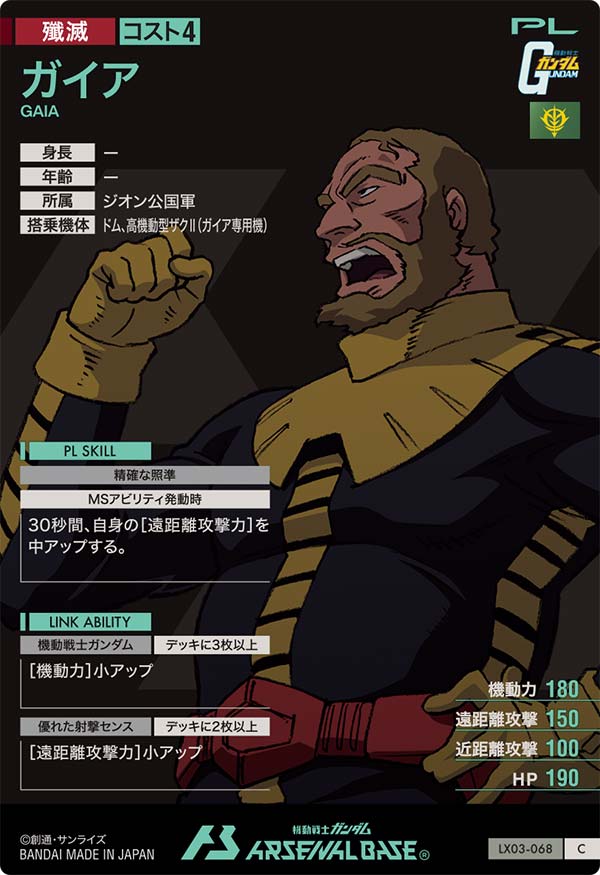 殲滅 コスト4
PL
機動戦士
ガンダム
GUNDAM
ガイア
GAIA
身長 ー
年齢 ー
所属 ジオン公国軍
搭乗機体 ドム、高機動型ザクⅡ(ガイア専用機)
PL SKILL
精確な照準
MSアビリティ発動時
30秒間、自身の[遠距離攻撃力]を
中アップする。
LINK ABILITY
機動戦士ガンダム デッキに3枚以上
[機動力]小アップ
優れた射撃センス デッキに2枚以上
[遠距離攻撃力]小アップ
機動力 180
遠距離攻撃 150
近距離攻撃 100
HP 190
©創通・サンライズ
BANDAI MADE IN JAPAN
機動戦士ガンダム
ARSENAL BASE®
LX03-068 C